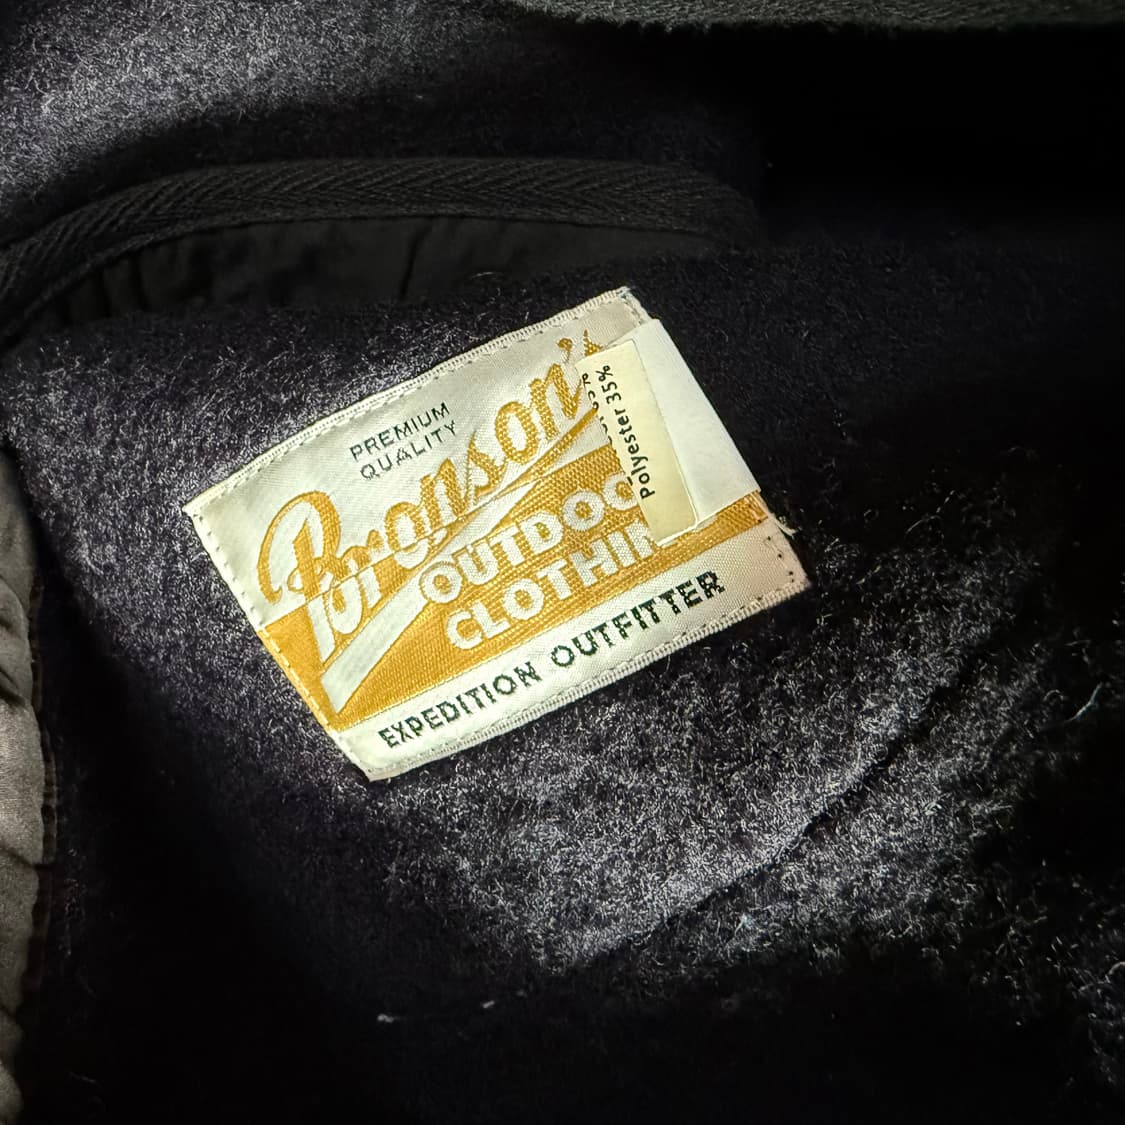 PREMIUM
QUALITY
Bronson's
OUTDOO
CLOTHIN
EXPEDITION OUTFITTER
Polyester 35%